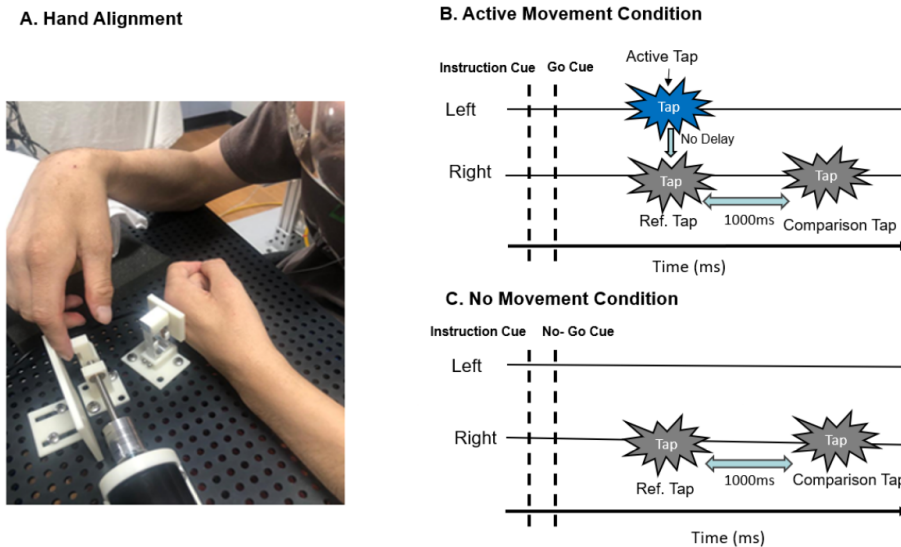 A. Hand Alignment
B. Active Movement Condition
Active Tap
Instruction Cue Go Cue
Left
Tap
No Delay
Right
Tap
Tap
Ref. Tap
1000ms
Comparison Tap
Time (ms)
C. No Movement Condition
Instruction Cue No- Go Cue
Left
Right
Tap
Tap
Ref. Tap
1000ms
Comparison Tap
Time (ms)